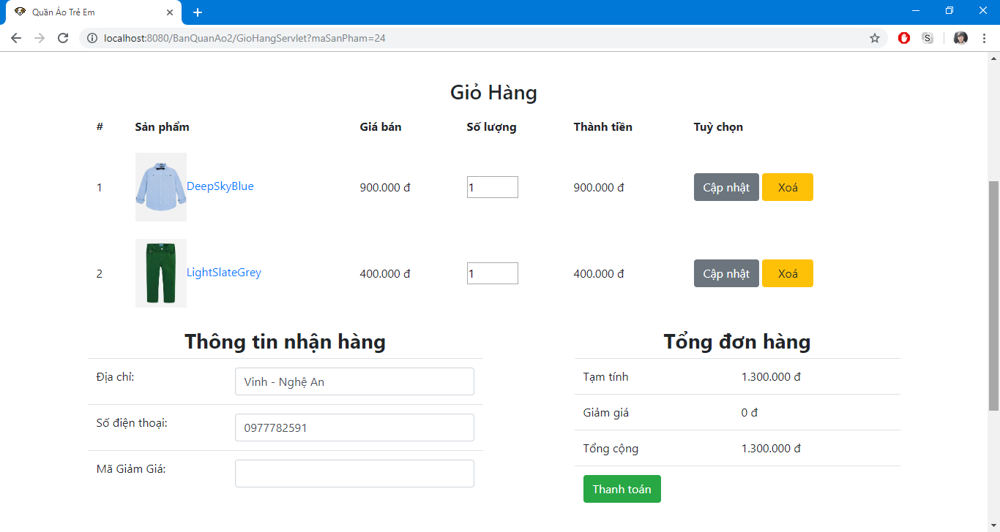 Quần Áo Trẻ Em
localhost:8080/BanQuanAo2/GioHangServlet?maSanPham=24
S
Giỏ Hàng
# Sản phẩm Giá bán Số lượng Thành tiền Tuỳ chọn
1 DeepSkyBlue 900.000 đ 1 900.000 đ Cập nhật Xoá
2 LightSlateGrey 400.000 đ 1 400.000 đ Cập nhật Xoá
Thông tin nhận hàng
Địa chỉ: Vinh - Nghệ An
Số điện thoại: 0977782591
Mã Giảm Giá:
Tổng đơn hàng
Tạm tính 1.300.000 đ
Giảm giá 0 đ
Tổng cộng 1.300.000 đ
Thanh toán